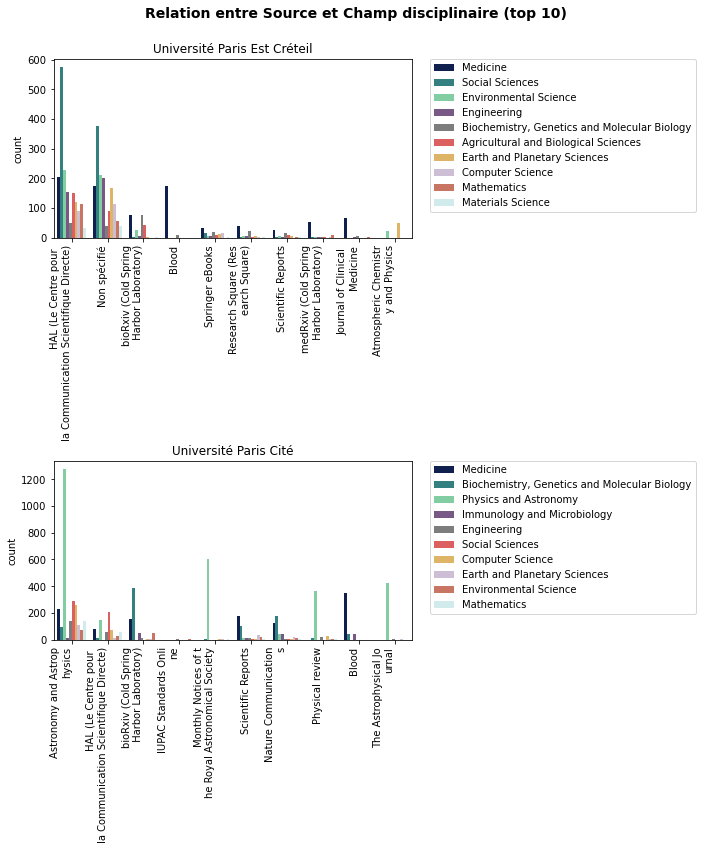 Relation entre Source et Champ disciplinaire (top 10)
Université Paris Est Créteil
600
500
400
300
200
100
0
count
HAL (Le Centre pour
la Communication Scientifique Directe)
Non spécifié
bioRxiv (Cold Spring
Harbor Laboratory)
Blood
Springer eBooks
Research Square (Res
earch Square)
Scientific Reports
medRxiv (Cold Spring
Harbor Laboratory)
Journal of Clinical
Medicine
Atmospheric Chemistr
y and Physics
Medicine
Social Sciences
Environmental Science
Engineering
Biochemistry, Genetics and Molecular Biology
Agricultural and Biological Sciences
Earth and Planetary Sciences
Computer Science
Mathematics
Materials Science
Université Paris Cité
1200
1000
800
600
400
200
0
count
Astronomy and Astrop
hysics
HAL (Le Centre pour
la Communication Scientifique Directe)
bioRxiv (Cold Spring
Harbor Laboratory)
IUPAC Standards Onli
ne
Monthly Notices of t
he Royal Astronomical Society
Scientific Reports
Nature Communication
s
Physical review
Blood
The Astrophysical Jo
urnal
Medicine
Biochemistry, Genetics and Molecular Biology
Physics and Astronomy
Immunology and Microbiology
Engineering
Social Sciences
Computer Science
Earth and Planetary Sciences
Environmental Science
Mathematics